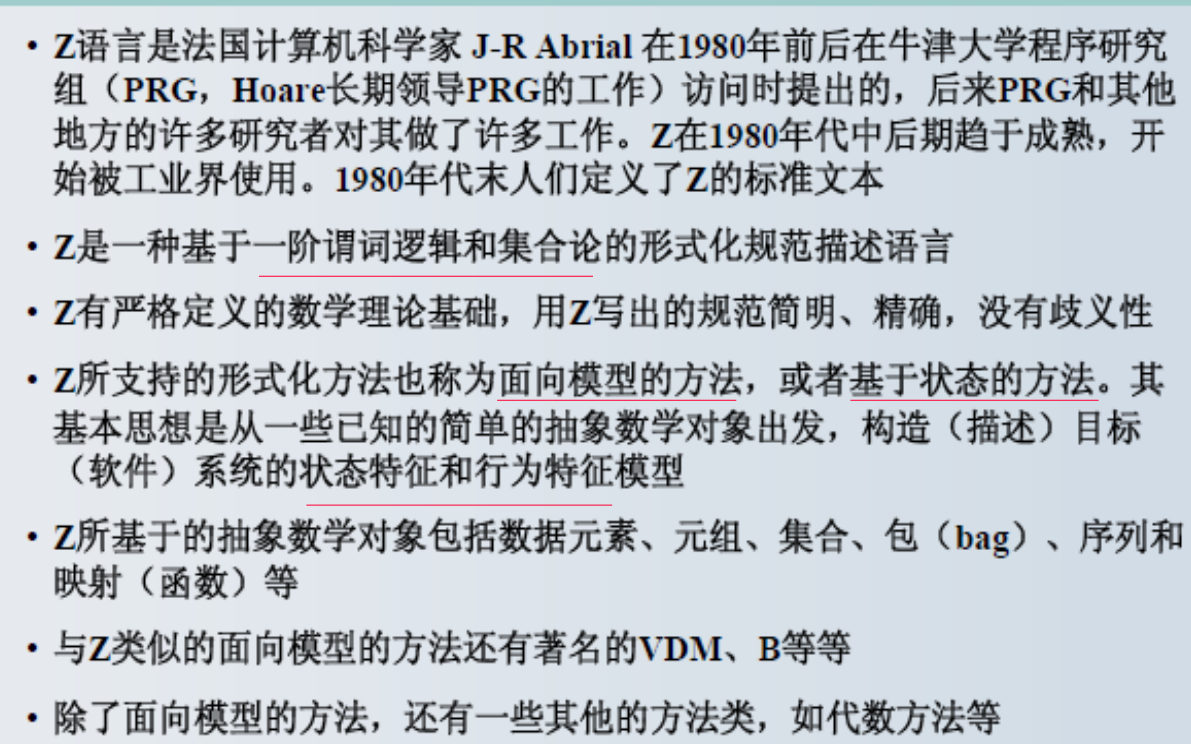 • Z语言是法国计算机科学家 J-R Abrial 在1980年前后在牛津大学程序研究
组（PRG，Hoare长期领导PRG的工作）访问时提出的，后来PRG和其他
地方的许多研究者对其做了许多工作。Z在1980年代中后期趋于成熟，开
始被工业界使用。1980年代末人们定义了Z的标准文本
• Z是一种基于一阶谓词逻辑和集合论的形式化规范描述语言
• Z有严格定义的数学理论基础，用Z写出的规范简明、精确，没有歧义性
• Z所支持的形式化方法也称为面向模型的方法，或者基于状态的方法。其
基本思想是从一些已知的简单的抽象数学对象出发，构造（描述）目标
（软件）系统的状态特征和行为特征模型
• Z所基于的抽象数学对象包括数据元素、元组、集合、包（bag）、序列和
映射（函数）等
• 与Z类似的面向模型的方法还有著名的VDM、B等等
• 除了面向模型的方法，还有一些其他的方法类，如代数方法等